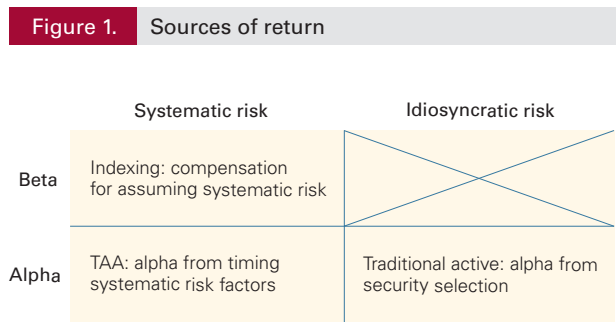 Figure 1. Sources of return
Systematic risk Idiosyncratic risk
Beta
Indexing: compensation
for assuming systematic risk
Alpha
TAA: alpha from timing
systematic risk factors
Traditional active: alpha from
security selection